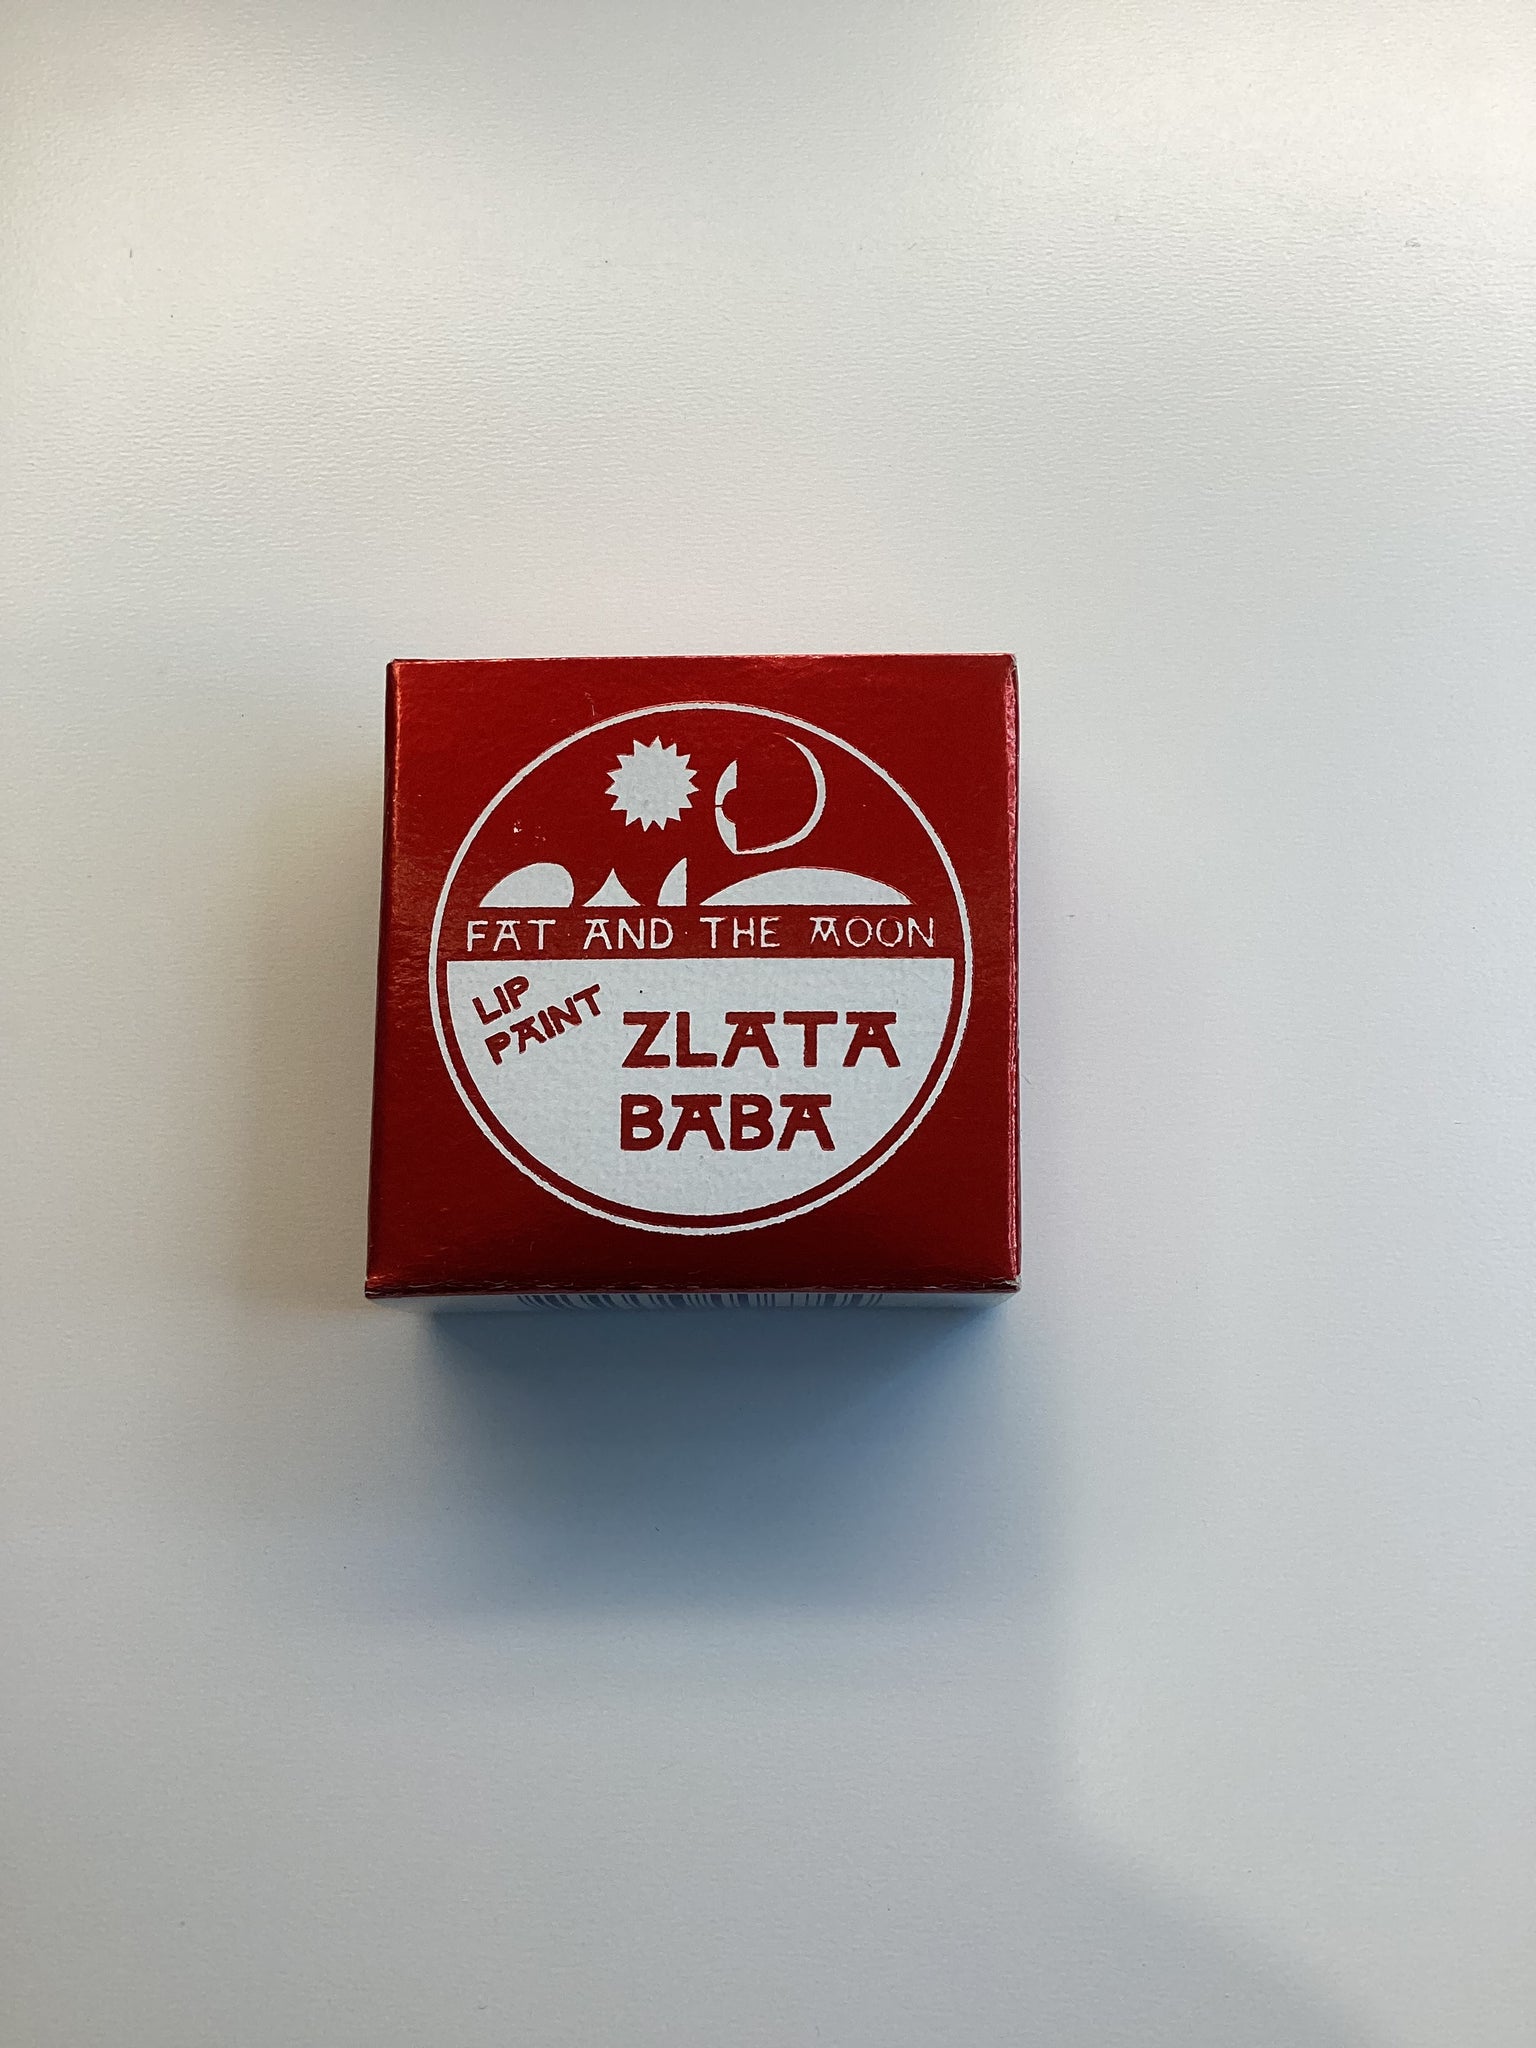 FAT AND THE MOON
LIP
PAINT
ZLATA
BABA